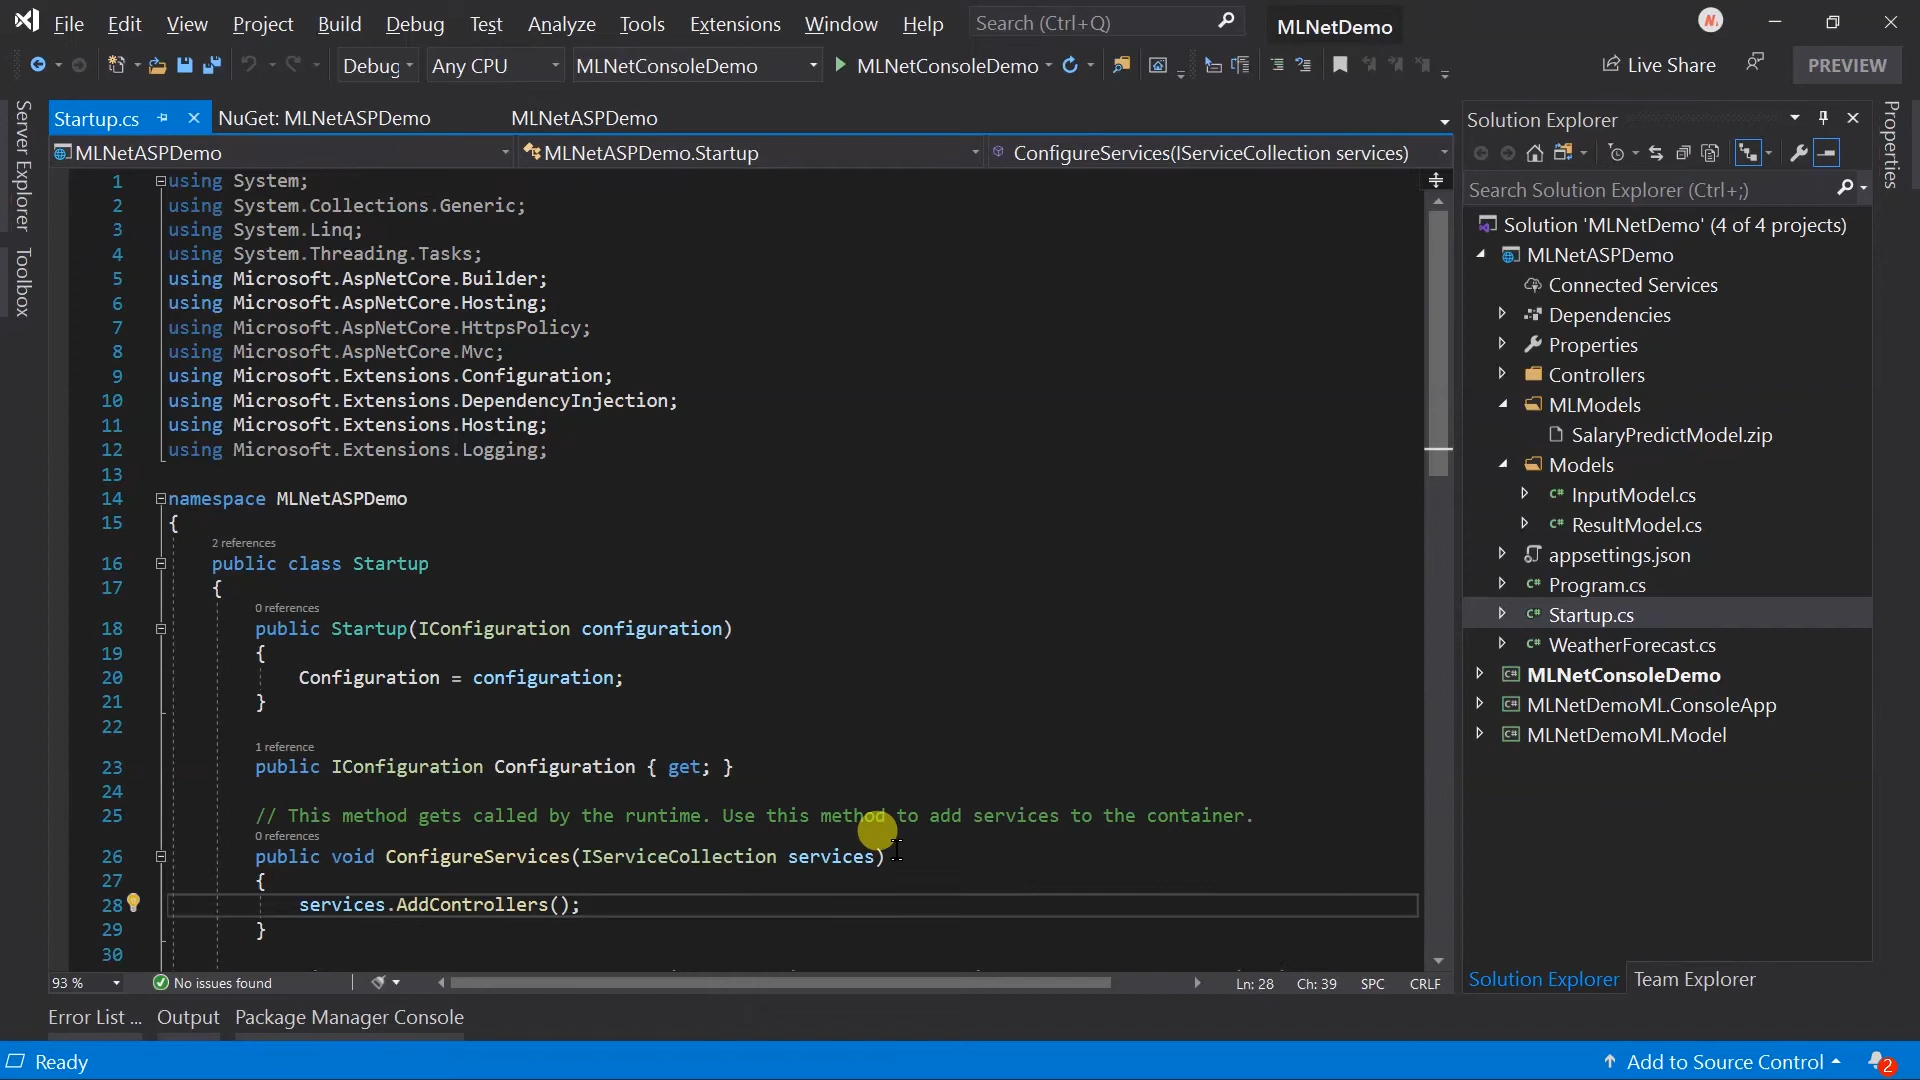 File Edit View Project Build Debug Test Analyze Tools Extensions Window Help Search (Ctrl+Q) MLNetDemo
Debug Any CPU MLNetConsoleDemo MLNetConsoleDemo Live Share PREVIEW
Server Explorer
Toolbox
Startup.cs NuGet: MLNetASPDemo MLNetASPDemo
MLNetASPDemo MLNetASPDemo.Startup ConfigureServices(IServiceCollection services)
1 using System;
2 using System.Collections.Generic;
3 using System.Linq;
4 using System.Threading.Tasks;
5 using Microsoft.AspNetCore.Builder;
6 using Microsoft.AspNetCore.Hosting;
7 using Microsoft.AspNetCore.HttpsPolicy;
8 using Microsoft.AspNetCore.Mvc;
9 using Microsoft.Extensions.Configuration;
10 using Microsoft.Extensions.DependencyInjection;
11 using Microsoft.Extensions.Hosting;
12 using Microsoft.Extensions.Logging;
13
14 namespace MLNetASPDemo
15 {
2 references
16 public class Startup
17 {
0 references
18 public Startup(IConfiguration configuration)
19 {
20 Configuration = configuration;
21 }
22
1 reference
23 public IConfiguration Configuration { get; }
24
25 // This method gets called by the runtime. Use this method to add services to the container.
0 references
26 public void ConfigureServices(IServiceCollection services)
27 {
28 services.AddControllers();
29 }
30
93 % No issues found Ln: 28 Ch: 39 SPC CRLF
Error List ... Output Package Manager Console
Solution Explorer
Search Solution Explorer (Ctrl+;)
Solution 'MLNetDemo' (4 of 4 projects)
MLNetASPDemo
Connected Services
Dependencies
Properties
Controllers
MLModels
SalaryPredictModel.zip
Models
C# InputModel.cs
C# ResultModel.cs
appsettings.json
C# Program.cs
C# Startup.cs
C# WeatherForecast.cs
C# MLNetConsoleDemo
C# MLNetDemoML.ConsoleApp
C# MLNetDemoML.Model
Solution Explorer Team Explorer
Properties
Ready Add to Source Control 2